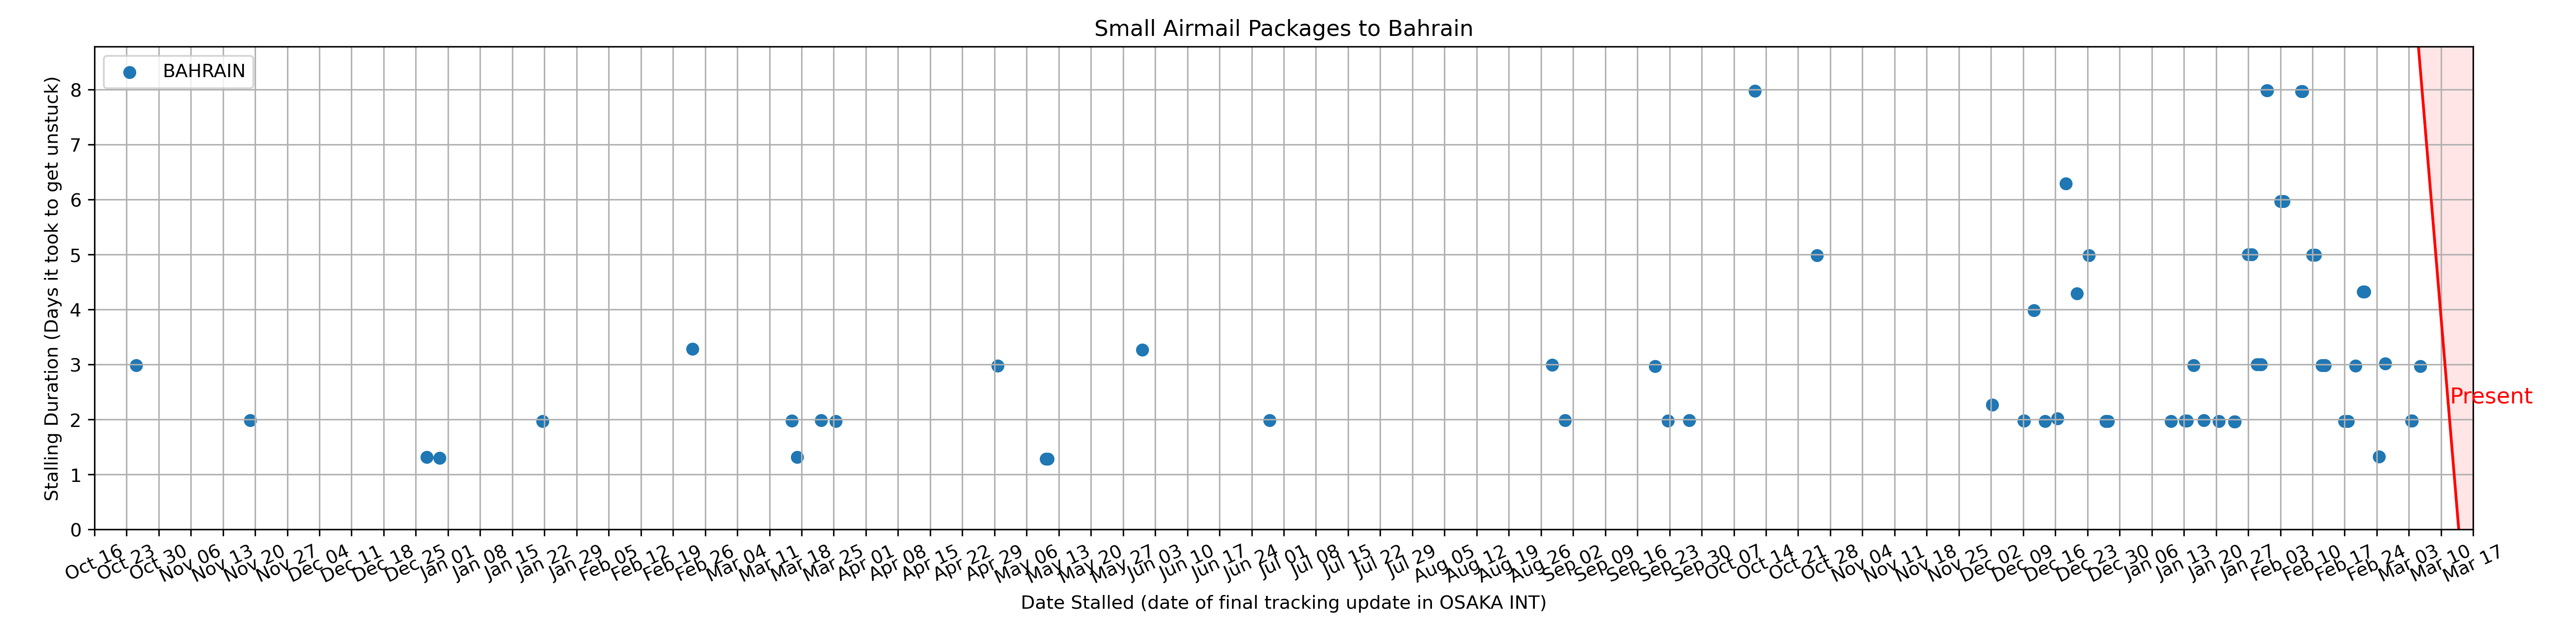 Small Airmail Packages to Bahrain
BAHRAIN
Stalling Duration (Days it took to get unstuck)
8
7
6
5
4
3
2
1
0
Present
Oct 16
Oct 23
Oct 30
Nov 06
Nov 13
Nov 20
Nov 27
Dec 04
Dec 11
Dec 18
Dec 25
Jan 01
Jan 08
Jan 15
Jan 22
Jan 29
Feb 05
Feb 12
Feb 19
Feb 26
Mar 04
Mar 11
Mar 18
Mar 25
Apr 01
Apr 08
Apr 15
Apr 22
Apr 29
May 06
May 13
May 20
May 27
Jun 03
Jun 10
Jun 17
Jun 24
Jul 01
Jul 08
Jul 15
Jul 22
Jul 29
Aug 05
Aug 12
Aug 19
Aug 26
Sep 02
Sep 09
Sep 16
Sep 23
Sep 30
Oct 07
Oct 14
Oct 21
Oct 28
Nov 04
Nov 11
Nov 18
Nov 25
Dec 02
Dec 09
Dec 16
Dec 23
Dec 30
Jan 06
Jan 13
Jan 20
Jan 27
Feb 03
Feb 10
Feb 17
Feb 24
Mar 03
Mar 10
Mar 17
Date Stalled (date of final tracking update in OSAKA INT)